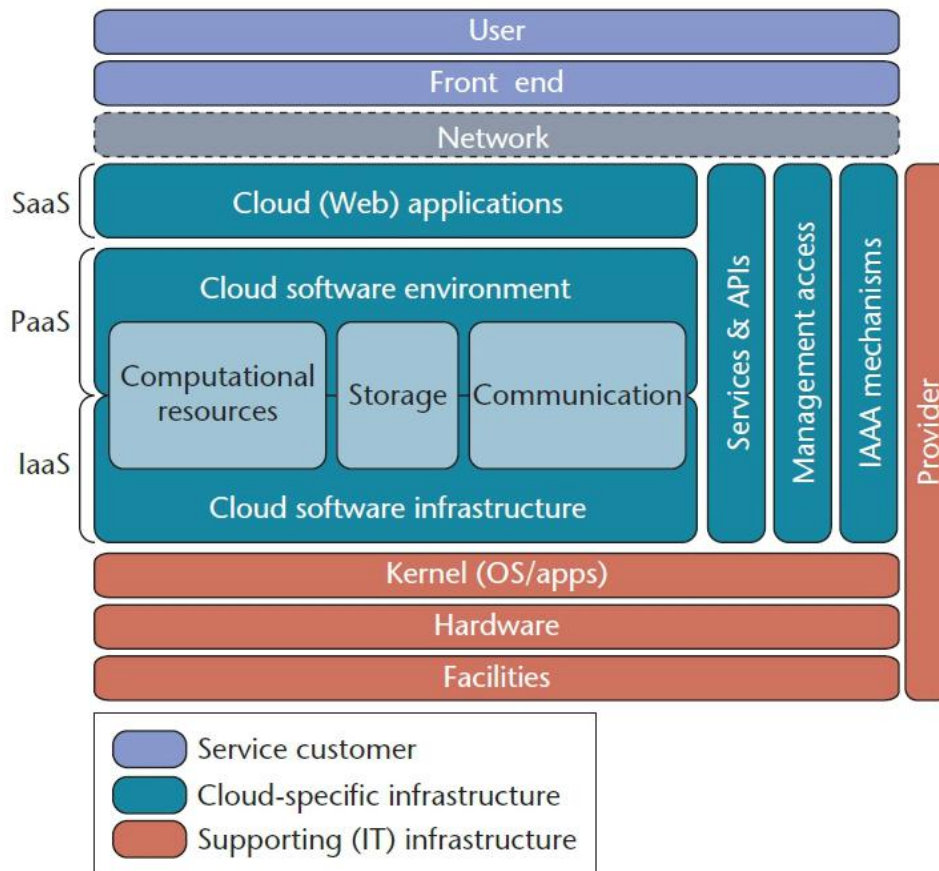 User
Front end
Network
SaaS
Cloud (Web) applications
PaaS
Cloud software environment
Computational
resources
Storage
Communication
IaaS
Cloud software infrastructure
Services & APIs
Management access
IAAA mechanisms
Provider
Kernel (OS/apps)
Hardware
Facilities
Service customer
Cloud-specific infrastructure
Supporting (IT) infrastructure